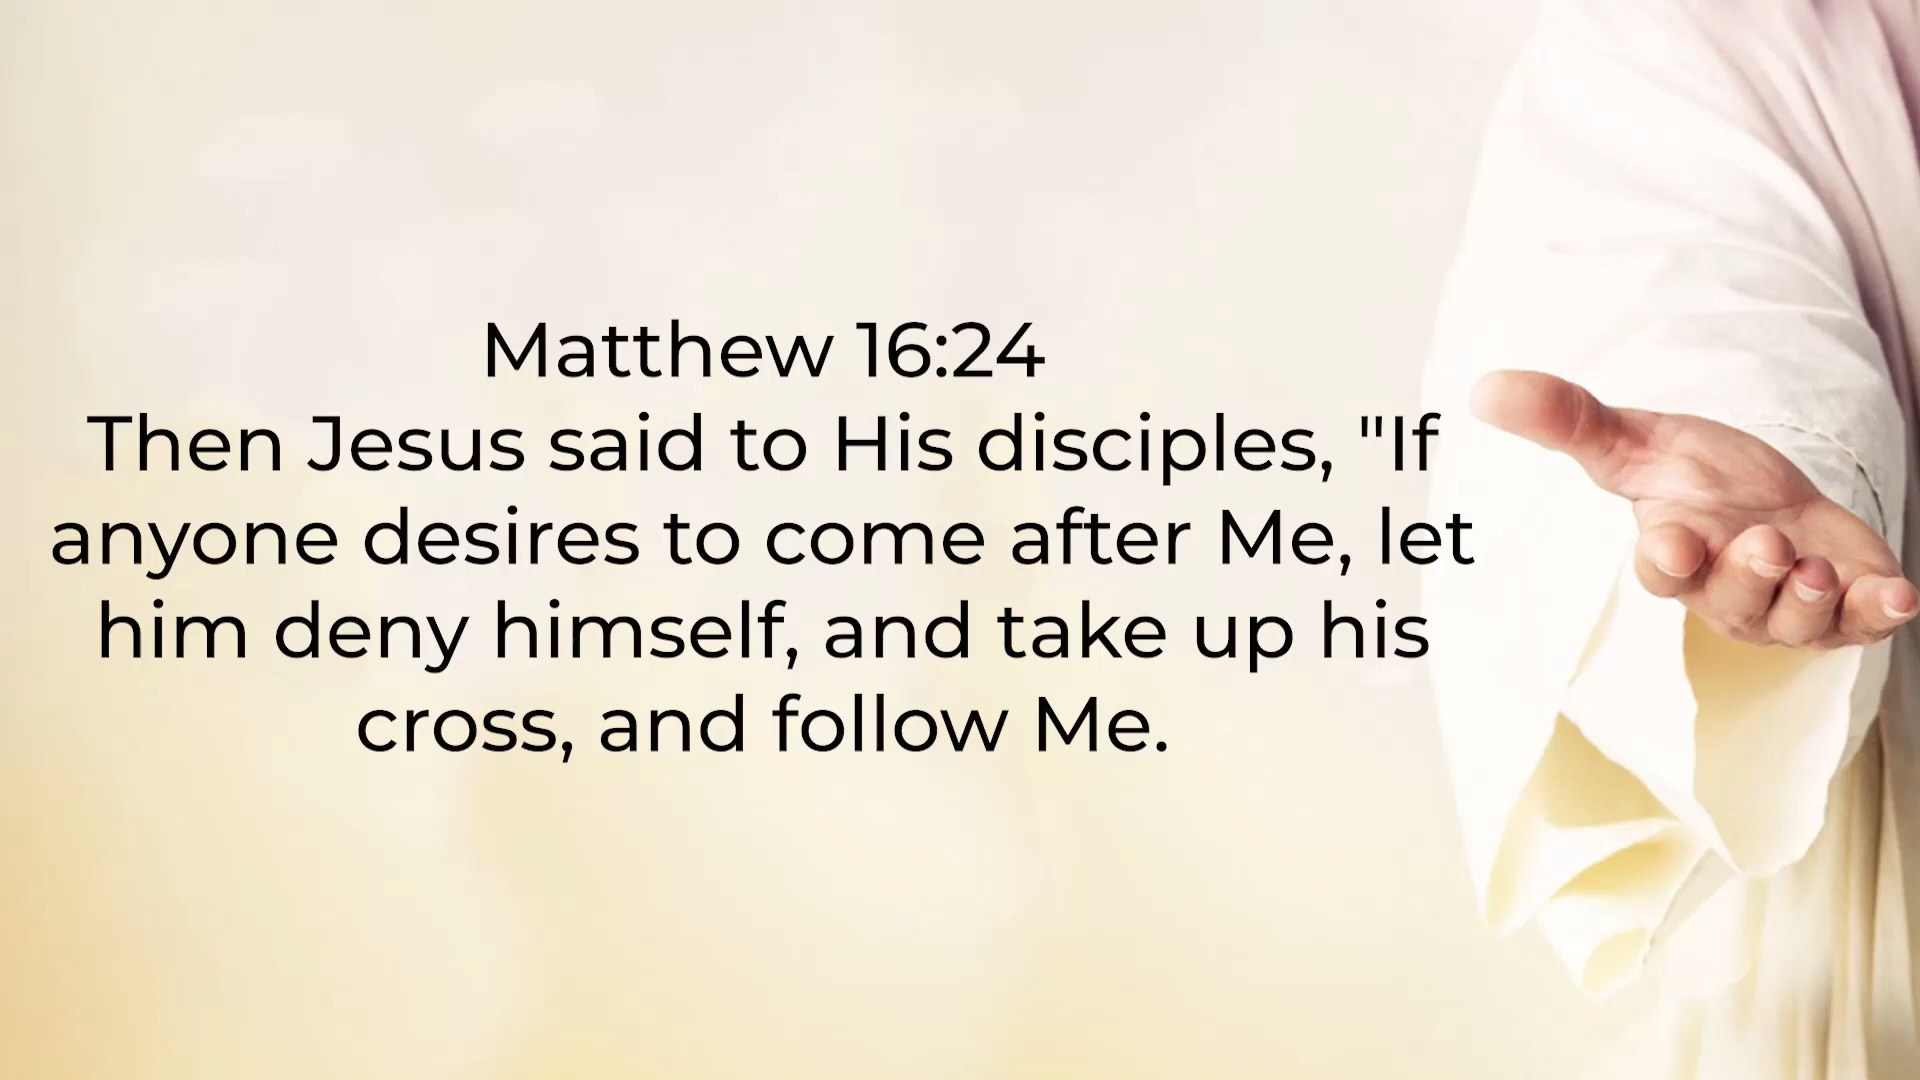 Matthew 16:24
Then Jesus said to His disciples, "If
anyone desires to come after Me, let
him deny himself, and take up his
cross, and follow Me.